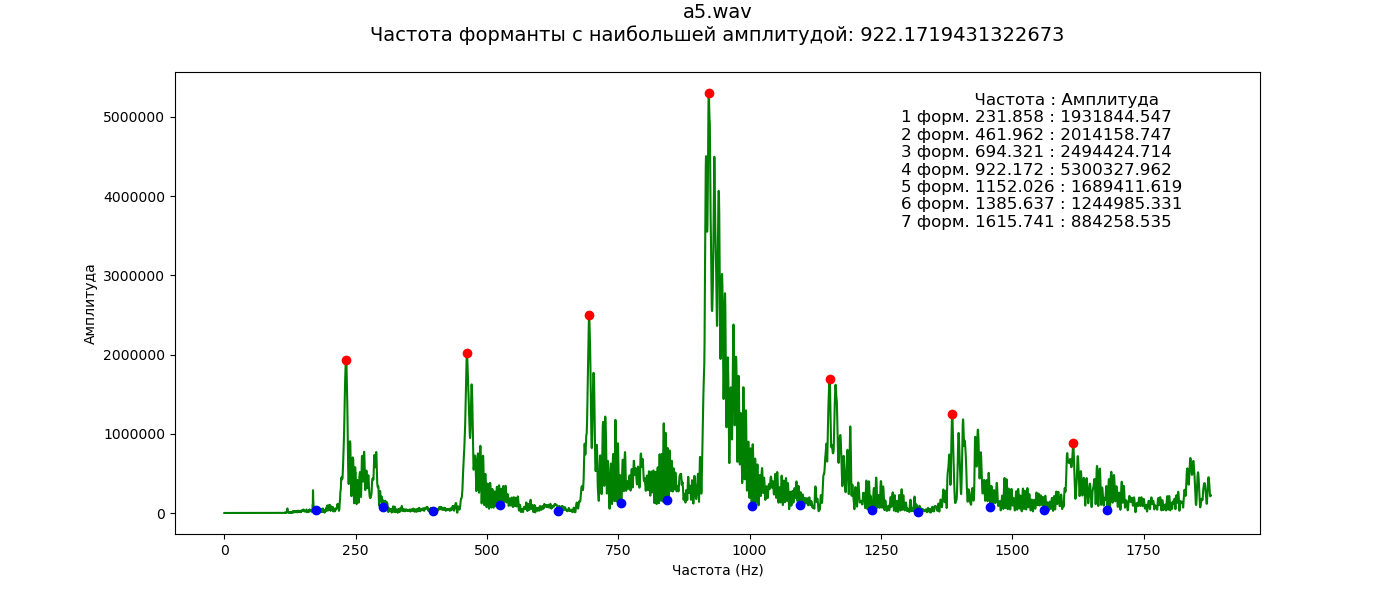 a5.wav
Частота форманты с наибольшей амплитудой: 922.1719431322673
Частота : Амплитуда
1 форм. 231.858 : 1931844.547
2 форм. 461.962 : 2014158.747
3 форм. 694.321 : 2494424.714
4 форм. 922.172 : 5300327.962
5 форм. 1152.026 : 1689411.619
6 форм. 1385.637 : 1244985.331
7 форм. 1615.741 : 884258.535
Амплитуда
5000000
4000000
3000000
2000000
1000000
0
0 250 500 750 1000 1250 1500 1750
Частота (Hz)